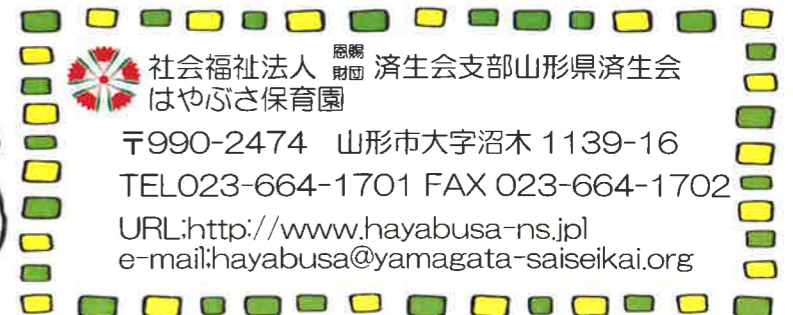 社会福祉法人 恩賜財団 済生会支部山形県済生会
はやぶさ保育園
〒990-2474 山形市大字沼木 1139-16
TEL023-664-1701 FAX 023-664-1702
URL;http://www.hayabusa-ns.jp]
e-mail;hayabusa@yamagata-saiseikai.org